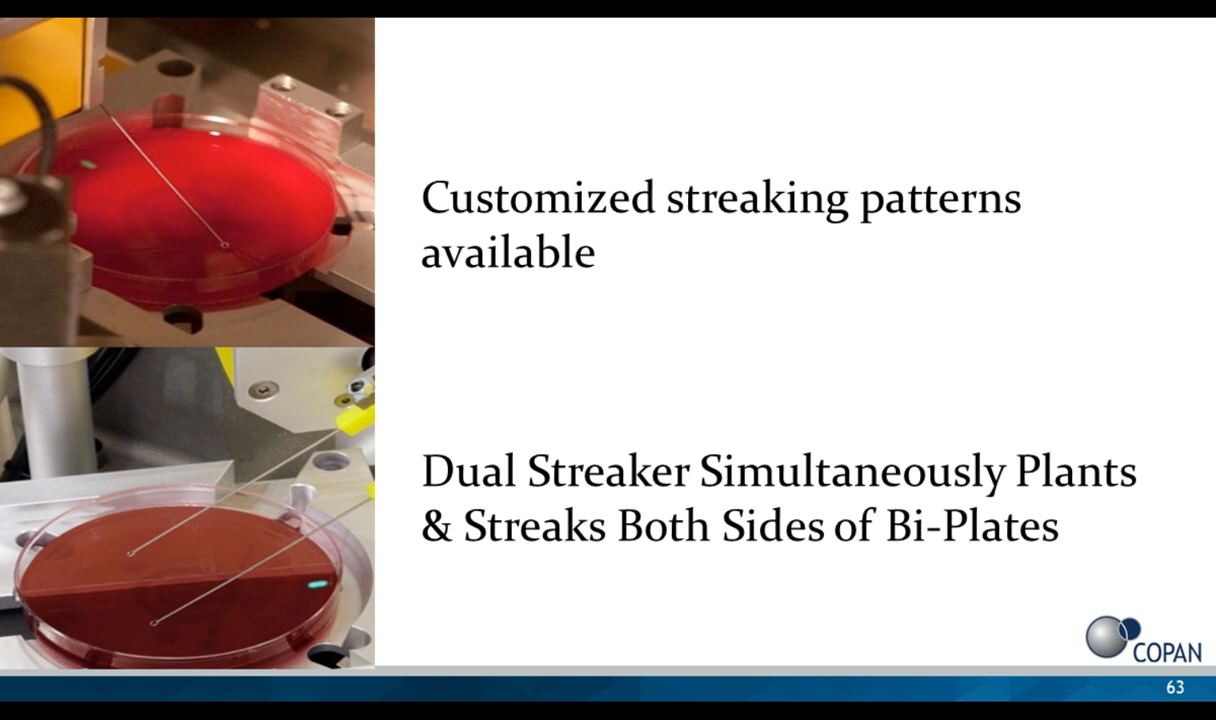 Customized streaking patterns
available
Dual Streaker Simultaneously Plants
& Streaks Both Sides of Bi-Plates
COPAN
63